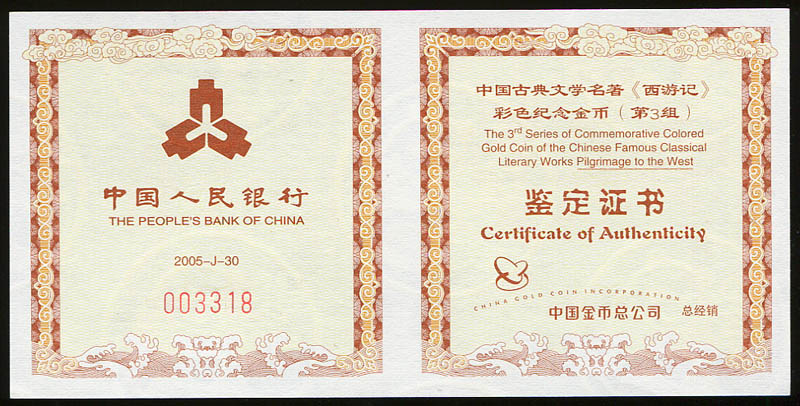 中国人民银行
THE PEOPLE'S BANK OF CHINA
2005-J-30
003318
中国古典文学名著《西游记》
彩色纪念金币（第3组）
The 3rd Series of Commemorative Colored
Gold Coin of the Chinese Famous Classical
Literary Works Pilgrimage to the West
鉴定证书
Certificate of Authenticity
CHINA GOLD COIN INCORPORATION
中国金币总公司 总经销